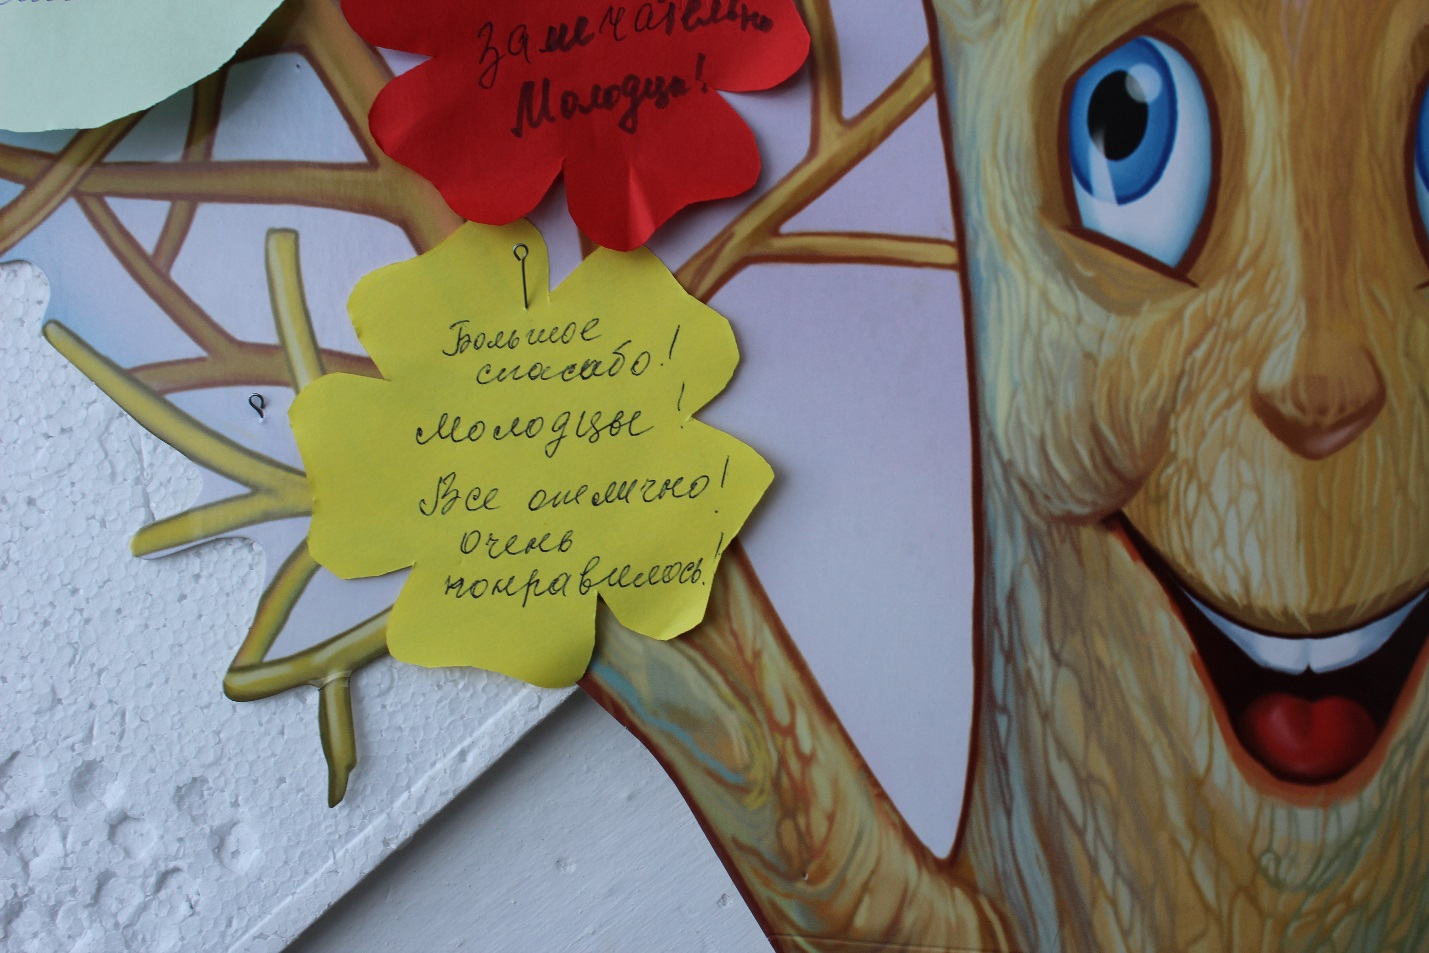 Замечательно
Молодцы!
Большое
спасибо!
Молодцы!
Все отлично!
очень
понравилось!